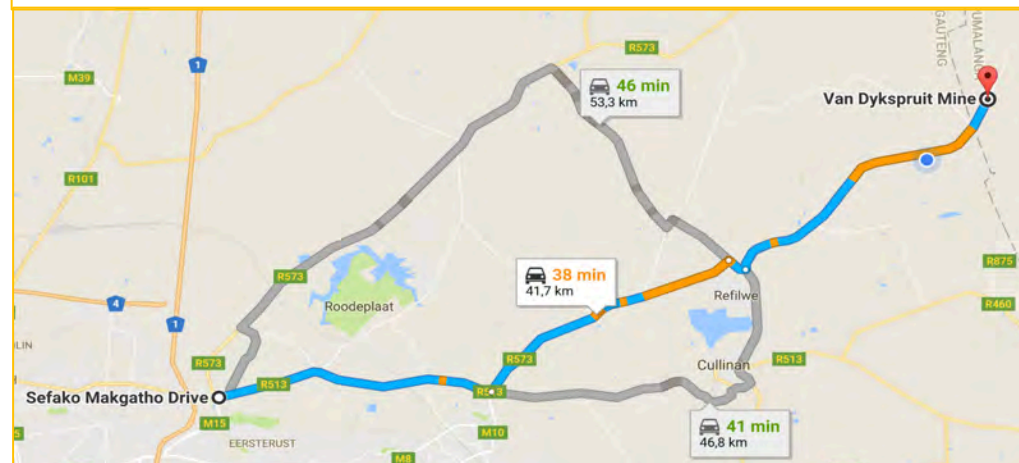 R573
UMALANGA
GAUTENG
1
M39
46 min
53,3 km
Van Dykspruit Mine
R101
R573
38 min
41,7 km
R875
Refilwe
Roodeplaat
4
1
R460
R573
Cullinan
R513
R573
R513
Sefako Makgatho Drive
M15
M10
41 min
46,8 km
EERSTERUST
M8